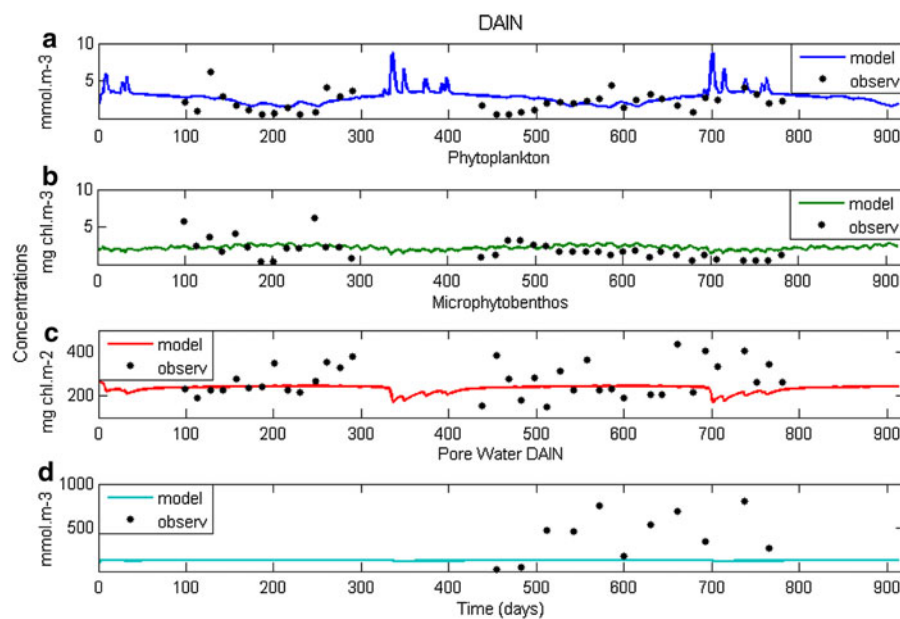 DAIN
a
10
5
0
mmol.m-3
model
observ
0 100 200 300 400 500 600 700 800 900
Phytoplankton
b
10
5
mg chl.m-3
model
observ
0 100 200 300 400 500 600 700 800 900
Microphytobenthos
Concentrations
c
400
200
mg chl.m-2
model
observ
0 100 200 300 400 500 600 700 800 900
Pore Water DAIN
d
1000
500
0
mmol.m-3
model
observ
0 100 200 300 400 500 600 700 800 900
Time (days)